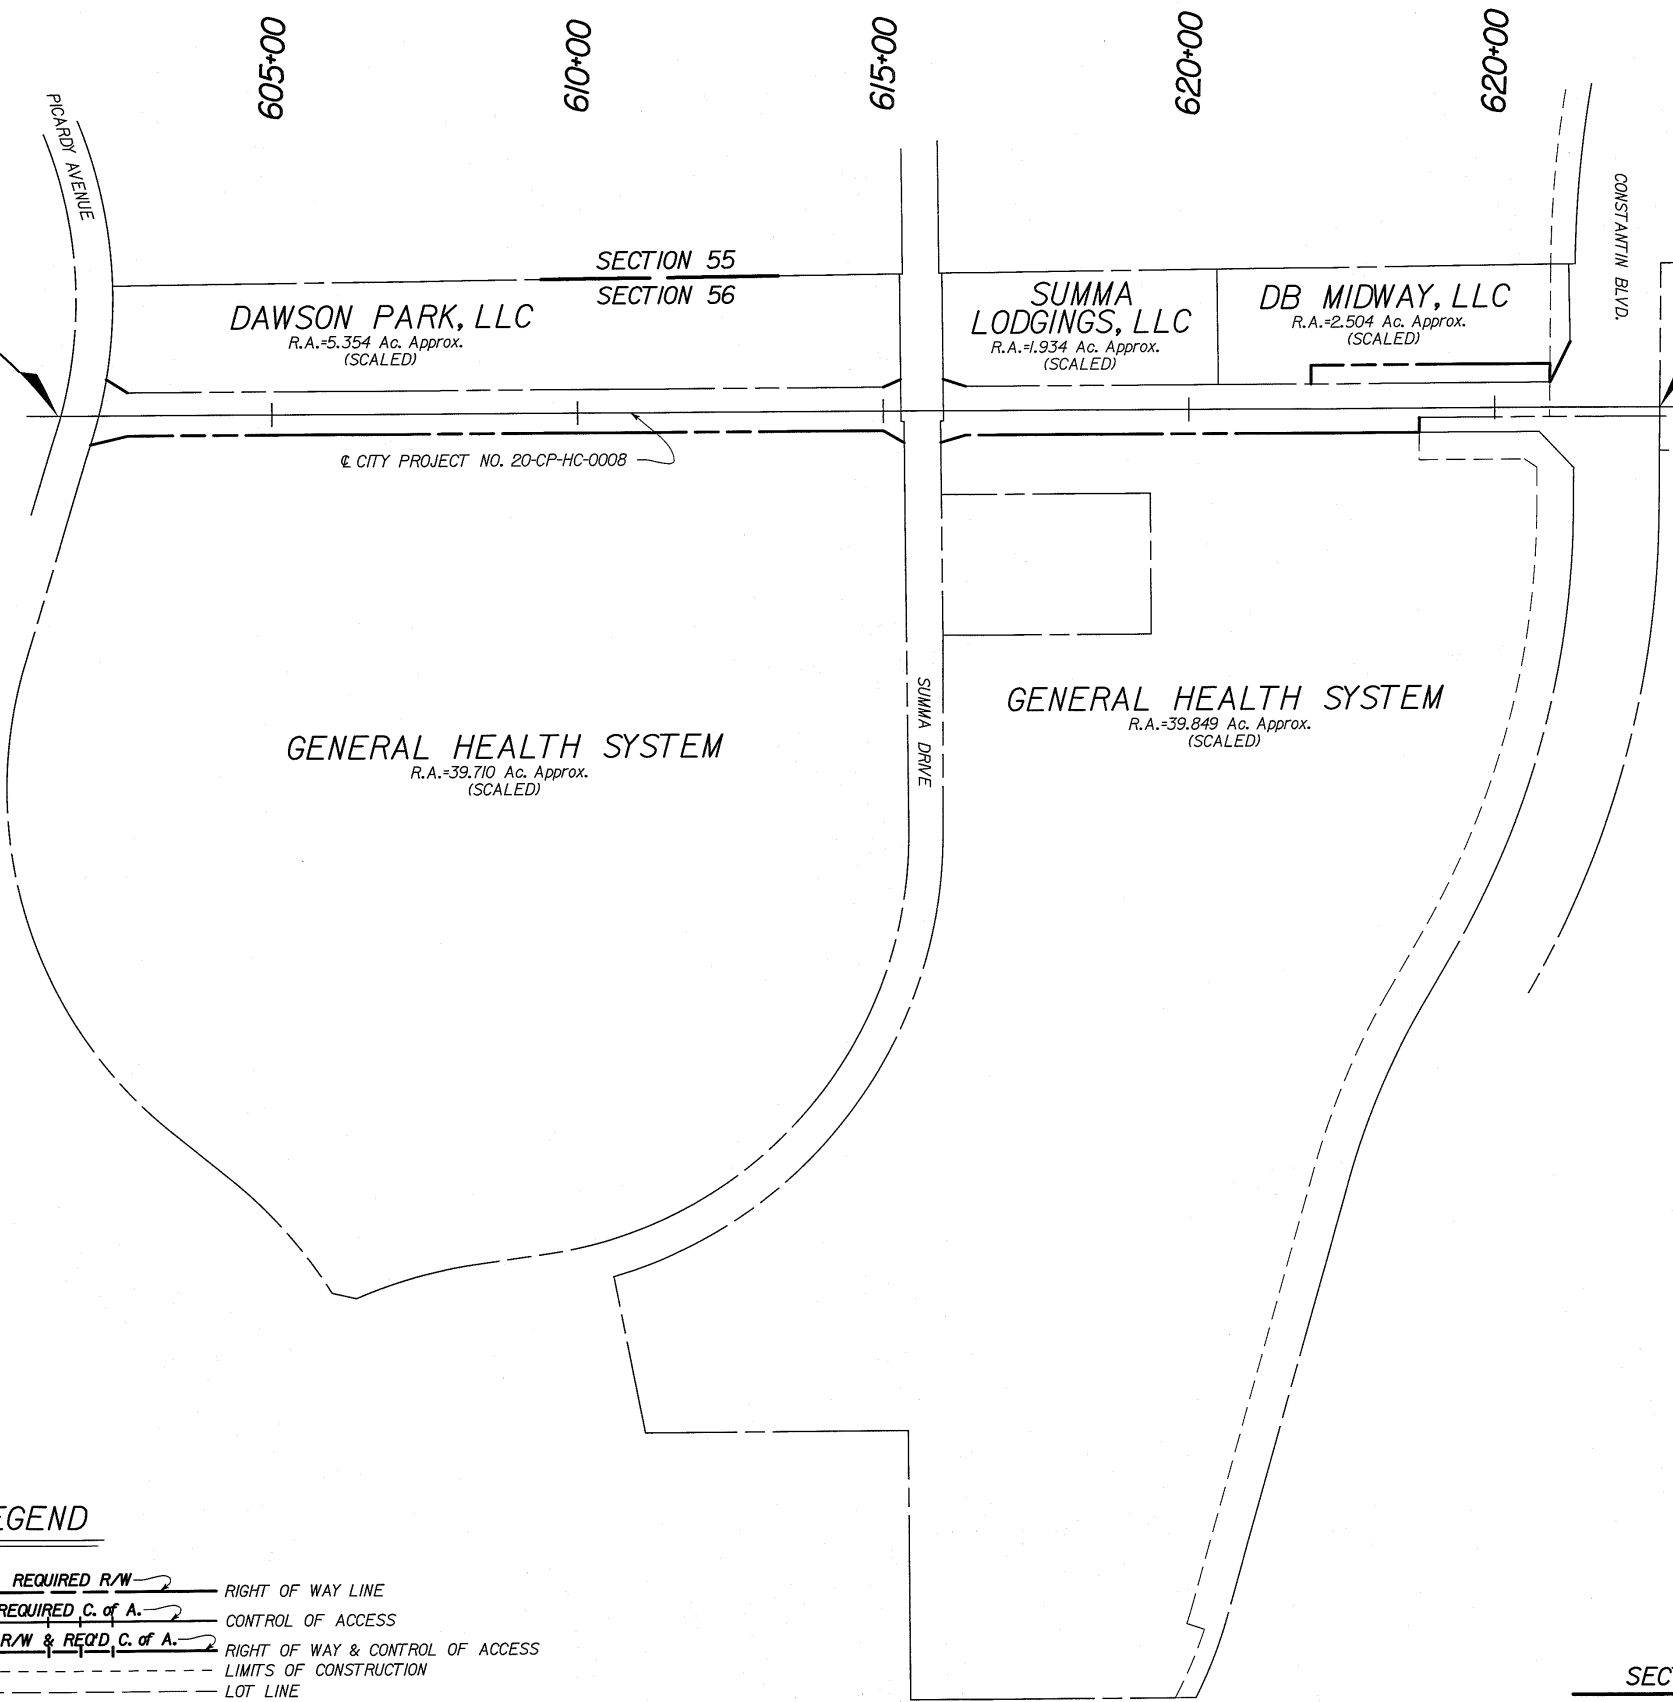 605+00
610+00
615+00
620+00
620+00
PICARDY AVENUE
CONSTANTIN BLVD.
SECTION 55
SECTION 56
DAWSON PARK, LLC
R.A.=5.354 Ac. Approx.
(SCALED)
SUMMA
LODGINGS, LLC
R.A.=1.934 Ac. Approx.
(SCALED)
DB MIDWAY, LLC
R.A.=2.504 Ac. Approx.
(SCALED)
℄ CITY PROJECT NO. 20-CP-HC-0008
SUMMA DRIVE
GENERAL HEALTH SYSTEM
R.A.=39.849 Ac. Approx.
(SCALED)
GENERAL HEALTH SYSTEM
R.A.=39.710 Ac. Approx.
(SCALED)
EGEND
REQUIRED R/W
RIGHT OF WAY LINE
REQUIRED C. of A.
CONTROL OF ACCESS
R/W & REQ'D C. of A.
RIGHT OF WAY & CONTROL OF ACCESS
LIMITS OF CONSTRUCTION
LOT LINE
SECT